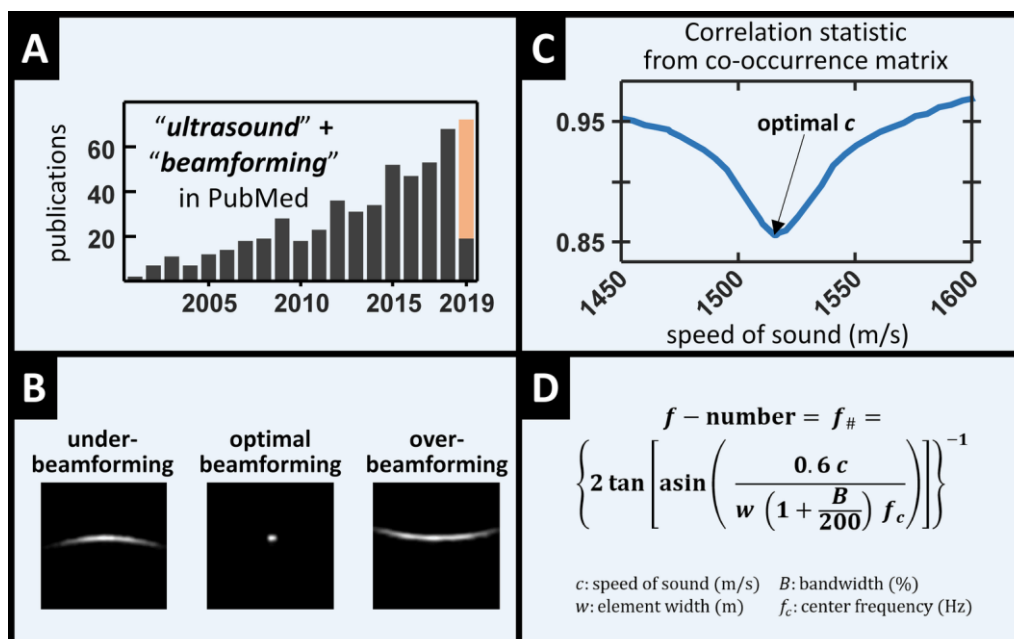 A
publications
60
40
20
"ultrasound" +
"beamforming"
in PubMed
2005
2010
2015
2019
B
under-
beamforming
optimal
beamforming
over-
beamforming
C
Correlation statistic
from co-occurrence matrix
0.95
0.85
optimal c
1450
1500
1550
1600
speed of sound (m/s)
D
f − number = f# =
{2 tan [asin (0.6 c / w (1 + B/200) fc)]}⁻¹
c: speed of sound (m/s) B: bandwidth (%)
w: element width (m) fc: center frequency (Hz)